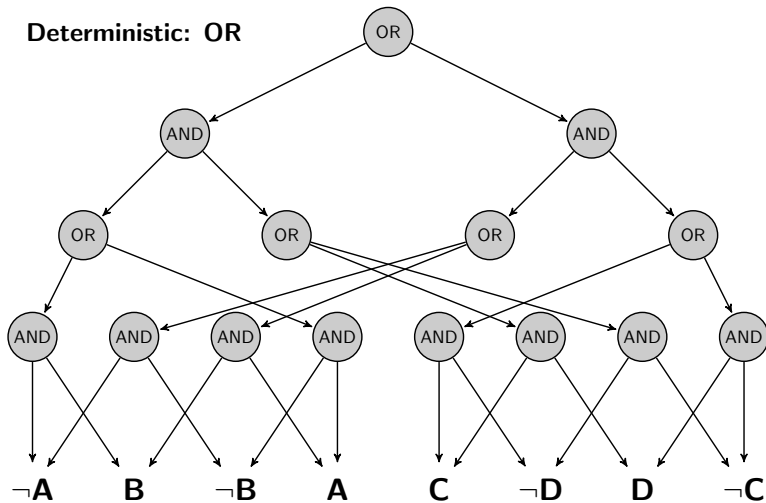 Deterministic: OR
OR
AND AND
OR OR OR OR
AND AND AND AND AND AND AND AND
¬A B ¬B A C ¬D D ¬C